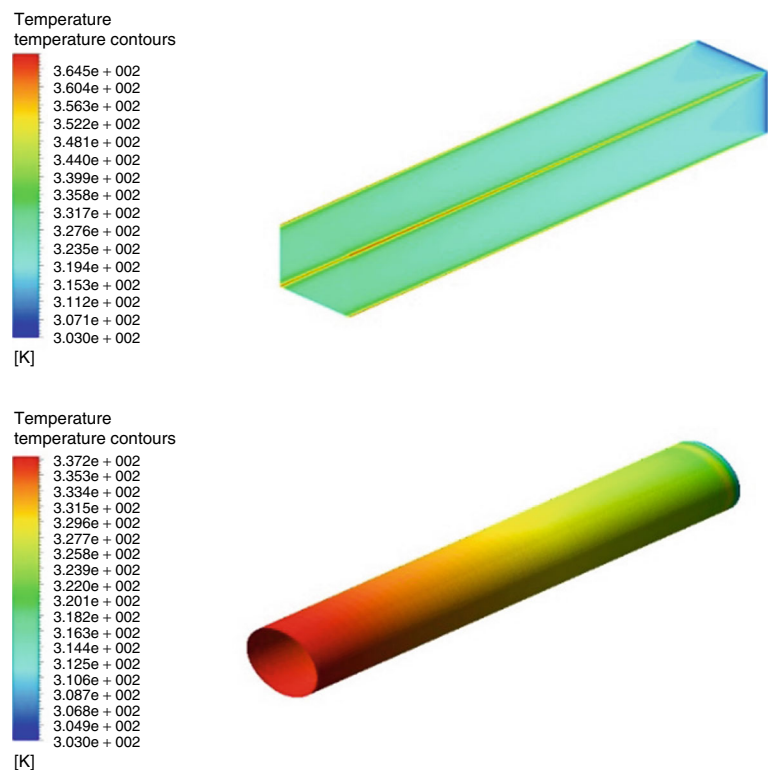 Temperature
temperature contours
3.645e + 002
3.604e + 002
3.563e + 002
3.522e + 002
3.481e + 002
3.440e + 002
3.399e + 002
3.358e + 002
3.317e + 002
3.276e + 002
3.235e + 002
3.194e + 002
3.153e + 002
3.112e + 002
3.071e + 002
3.030e + 002
[K]
Temperature
temperature contours
3.372e + 002
3.353e + 002
3.334e + 002
3.315e + 002
3.296e + 002
3.277e + 002
3.258e + 002
3.239e + 002
3.220e + 002
3.201e + 002
3.182e + 002
3.163e + 002
3.144e + 002
3.125e + 002
3.106e + 002
3.087e + 002
3.068e + 002
3.049e + 002
3.030e + 002
[K]